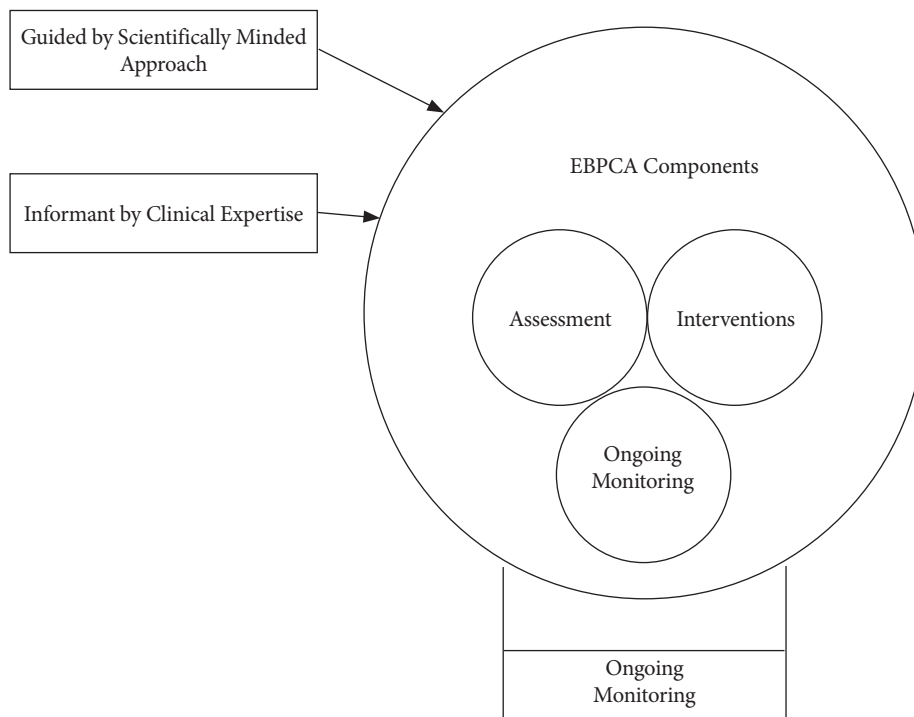 Guided by Scientifically Minded
Approach
Informant by Clinical Expertise
EBPCA Components
Assessment
Interventions
Ongoing
Monitoring
Ongoing
Monitoring